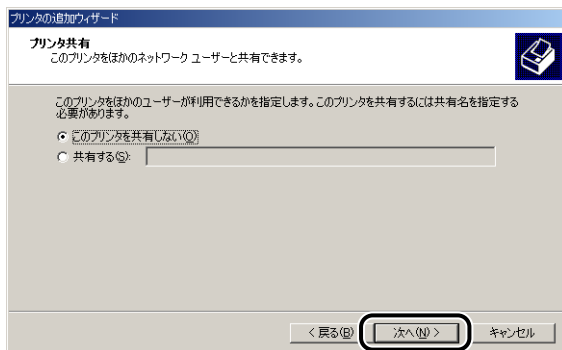 プリンタの追加ウィザード
プリンタ共有
このプリンタをほかのネットワーク ユーザーと共有できます。
このプリンタをほかのユーザーが利用できるかを指定します。このプリンタを共有するには共有名を指定する
必要があります。
このプリンタを共有しない(O)
共有する(S):
< 戻る(B) 次へ(N) > キャンセル